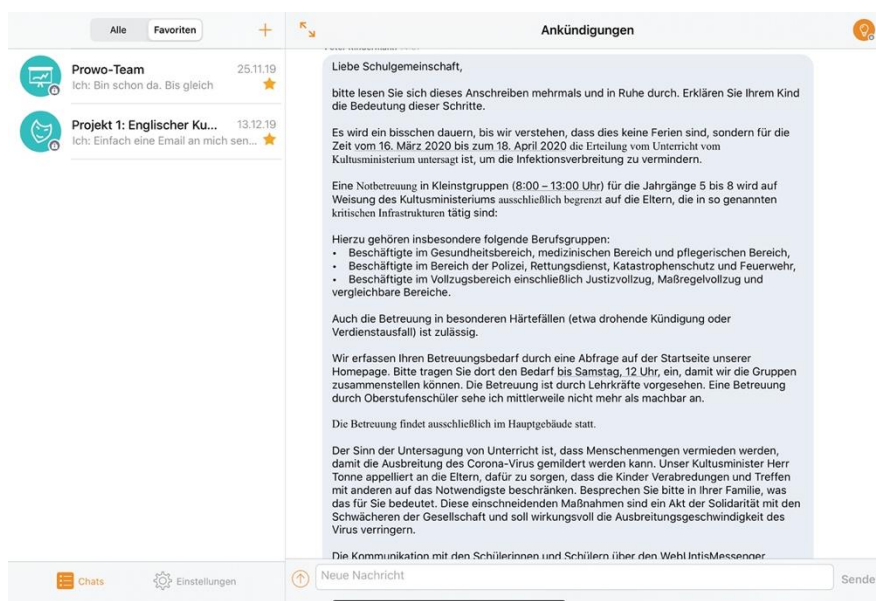 Alle
Favoriten
Ankündigungen
Prowo-Team
25.11.19
Ich: Bin schon da. Bis gleich
Projekt 1: Englischer Ku...
13.12.19
Ich: Einfach eine Email an mich sen...
Liebe Schulgemeinschaft,
bitte lesen Sie sich dieses Anschreiben mehrmals und in Ruhe durch. Erklären Sie Ihrem Kind
die Bedeutung dieser Schritte.
Es wird ein bisschen dauern, bis wir verstehen, dass dies keine Ferien sind, sondern für die
Zeit vom 16. März 2020 bis zum 18. April 2020 die Erteilung vom Unterricht vom
Kultusministerium untersagt ist, um die Infektionsverbreitung zu vermindern.
Eine Notbetreuung in Kleinstgruppen (8:00 – 13:00 Uhr) für die Jahrgänge 5 bis 8 wird auf
Weisung des Kultusministeriums ausschließlich begrenzt auf die Eltern, die in so genannten
kritischen Infrastrukturen tätig sind:
Hierzu gehören insbesondere folgende Berufsgruppen:
• Beschäftigte im Gesundheitsbereich, medizinischen Bereich und pflegerischen Bereich,
• Beschäftigte im Bereich der Polizei, Rettungsdienst, Katastrophenschutz und Feuerwehr,
• Beschäftigte im Vollzugsbereich einschließlich Justizvollzug, Maßregelvollzug und
vergleichbare Bereiche.
Auch die Betreuung in besonderen Härtefällen (etwa drohende Kündigung oder
Verdienstausfall) ist zulässig.
Wir erfassen Ihren Betreuungsbedarf durch eine Abfrage auf der Startseite unserer
Homepage. Bitte tragen Sie dort den Bedarf bis Samstag, 12 Uhr, ein, damit wir die Gruppen
zusammenstellen können. Die Betreuung ist durch Lehrkräfte vorgesehen. Eine Betreuung
durch Oberstufenschüler sehe ich mittlerweile nicht mehr als machbar an.
Die Betreuung findet ausschließlich im Hauptgebäude statt.
Der Sinn der Untersagung von Unterricht ist, dass Menschenmengen vermieden werden,
damit die Ausbreitung des Corona-Virus gemildert werden kann. Unser Kultusminister Herr
Tonne appelliert an die Eltern, dafür zu sorgen, dass die Kinder Verabredungen und Treffen
mit anderen auf das Notwendigste beschränken. Besprechen Sie bitte in Ihrer Familie, was
das für Sie bedeutet. Diese einschneidenden Maßnahmen sind ein Akt der Solidarität mit den
Schwächeren der Gesellschaft und soll wirkungsvoll die Ausbreitungsgeschwindigkeit des
Virus verringern.
Die Kommunikation mit den Schülerinnen und Schülern über den WebUntisMessenger
Chats
Einstellungen
Neue Nachricht
Sende